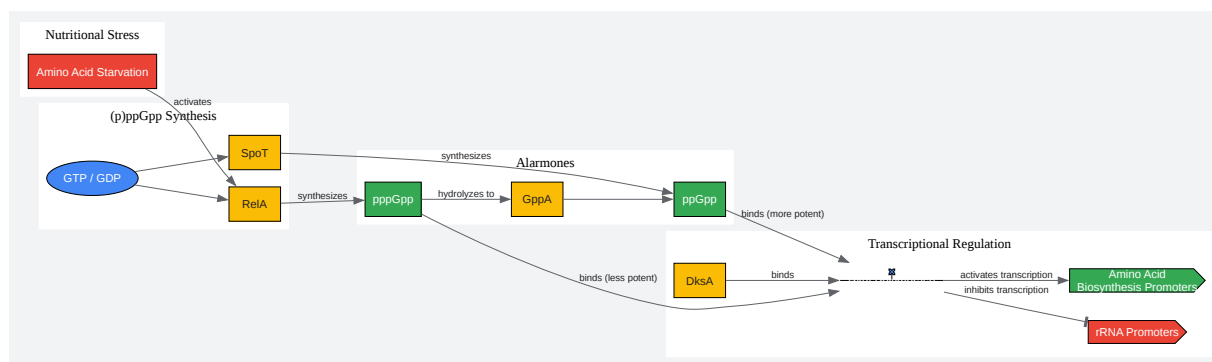 Nutritional Stress
Amino Acid Starvation
activates
(p)ppGpp Synthesis
GTP / GDP
SpoT
RelA
synthesizes
synthesizes
Alarmones
pppGpp
hydrolyzes to
GppA
ppGpp
binds (more potent)
binds (less potent)
Transcriptional Regulation
DksA
binds
activates transcription
inhibits transcription
Amino Acid
Biosynthesis Promoters
rRNA Promoters